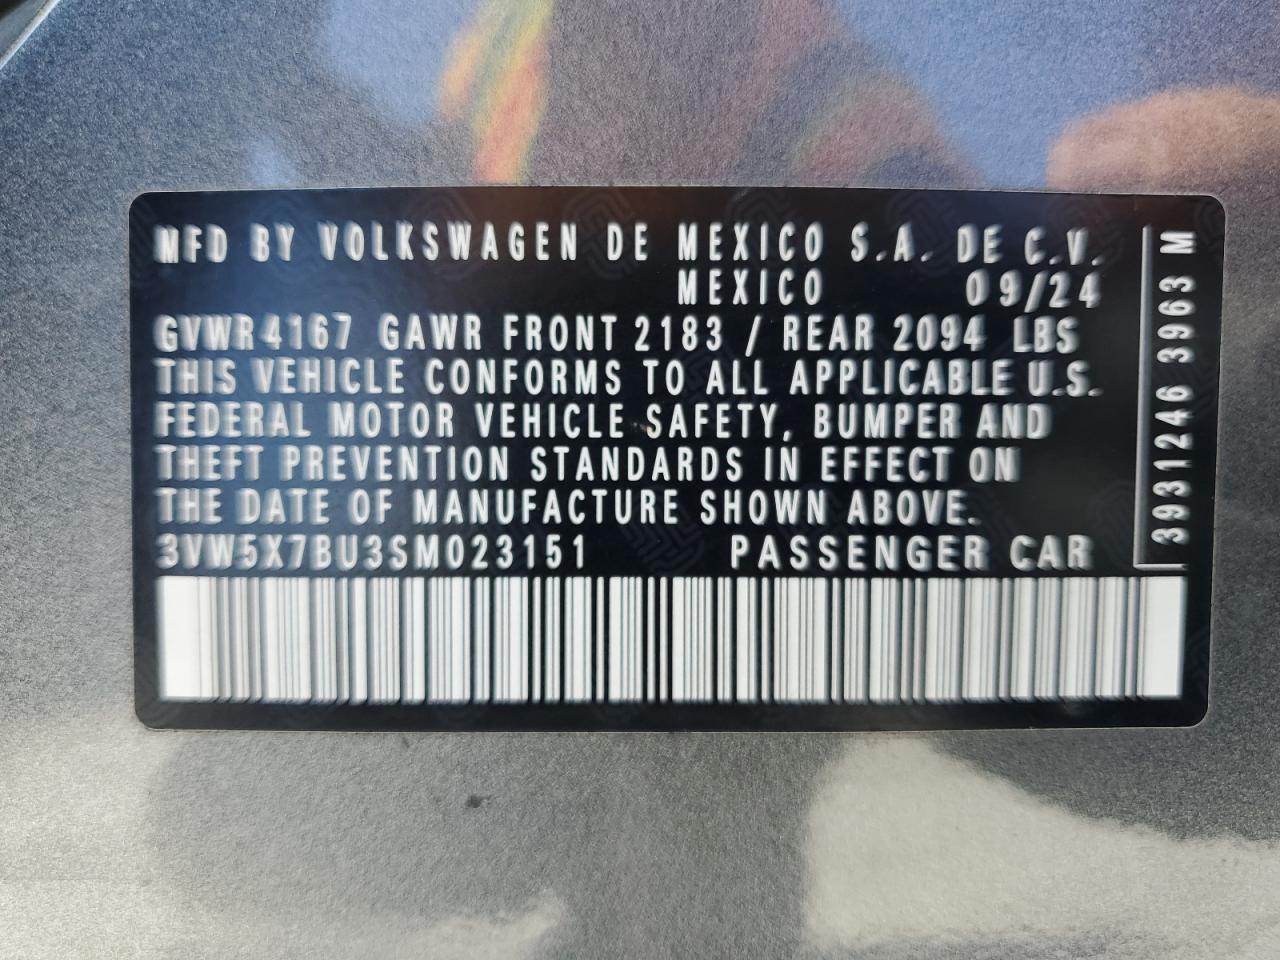 MFD BY VOLKSWAGEN DE MEXICO S.A. DE C.V.
MEXICO 09/24
GVWR4167 GAWR FRONT 2183 / REAR 2094 LBS
THIS VEHICLE CONFORMS TO ALL APPLICABLE U.S.
FEDERAL MOTOR VEHICLE SAFETY, BUMPER AND
THEFT PREVENTION STANDARDS IN EFFECT ON
THE DATE OF MANUFACTURE SHOWN ABOVE.
3VW5X7BU3SM023151 PASSENGER CAR
3931246 3963 M